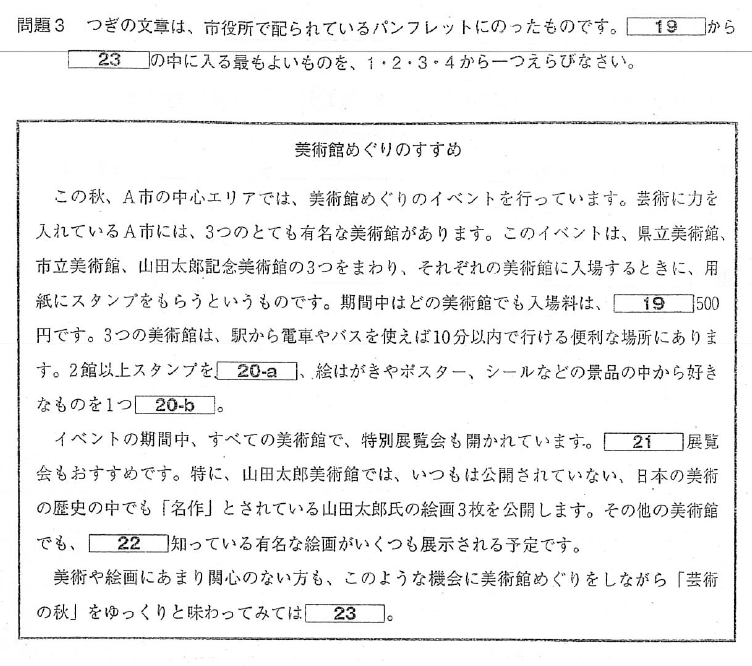 問題3　つぎの文章は、市役所で配られているパンフレットにのったものです。 19 から
23 の中に入る最もよいものを、1・2・3・4から一つえらびなさい。
美術館めぐりのすすめ
この秋、A市の中心エリアでは、美術館めぐりのイベントを行っています。芸術に力を
入れているA市には、3つのとても有名な美術館があります。このイベントは、県立美術館、
市立美術館、山田太郎記念美術館の3つをまわり、それぞれの美術館に入場するときに、用
紙にスタンプをもらうというものです。期間中はどの美術館でも入場料は、 19 500
円です。3つの美術館は、駅から電車やバスを使えば10分以内で行ける便利な場所にありま
す。2館以上スタンプを 20-a 、絵はがきやポスター、シールなどの景品の中から好き
なものを1つ 20-b 。
イベントの期間中、すべての美術館で、特別展覧会も開かれています。 21 展覧
会もおすすめです。特に、山田太郎美術館では、いつもは公開されていない、日本の美術
の歴史の中でも「名作」とされている山田太郎氏の絵画3枚を公開します。その他の美術館
でも、 22 知っている有名な絵画がいくつも展示される予定です。
美術や絵画にあまり関心のない方も、このような機会に美術館めぐりをしながら「芸術
の秋」をゆっくりと味わってみては 23 。